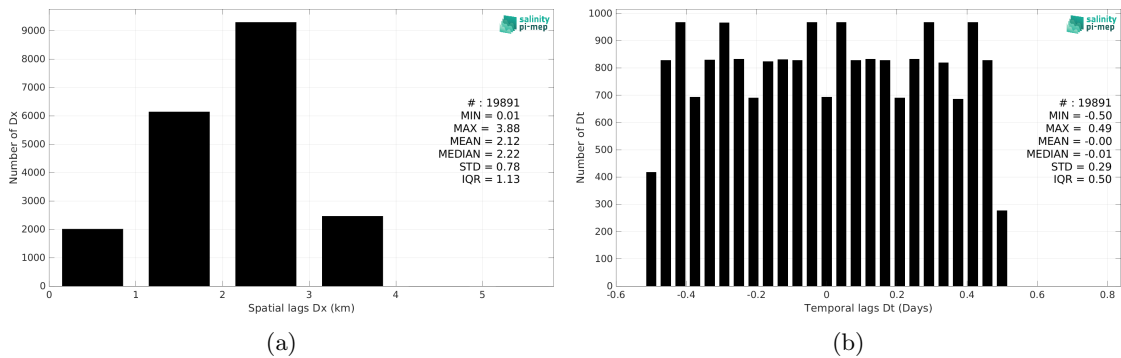 9000
8000
7000
6000
5000
4000
3000
2000
1000
0
Number of Dx
salinity
pi-mep
# : 19891
MIN = 0.01
MAX = 3.88
MEAN = 2.12
MEDIAN = 2.22
STD = 0.78
IQR = 1.13
0 1 2 3 4 5
Spatial lags Dx (km)
(a)
1000
900
800
700
600
500
400
300
200
100
0
Number of Dt
salinity
pi-mep
# : 19891
MIN = -0.50
MAX = 0.49
MEAN = -0.00
MEDIAN = -0.01
STD = 0.29
IQR = 0.50
-0.6 -0.4 -0.2 0 0.2 0.4 0.6 0.8
Temporal lags Dt (Days)
(b)